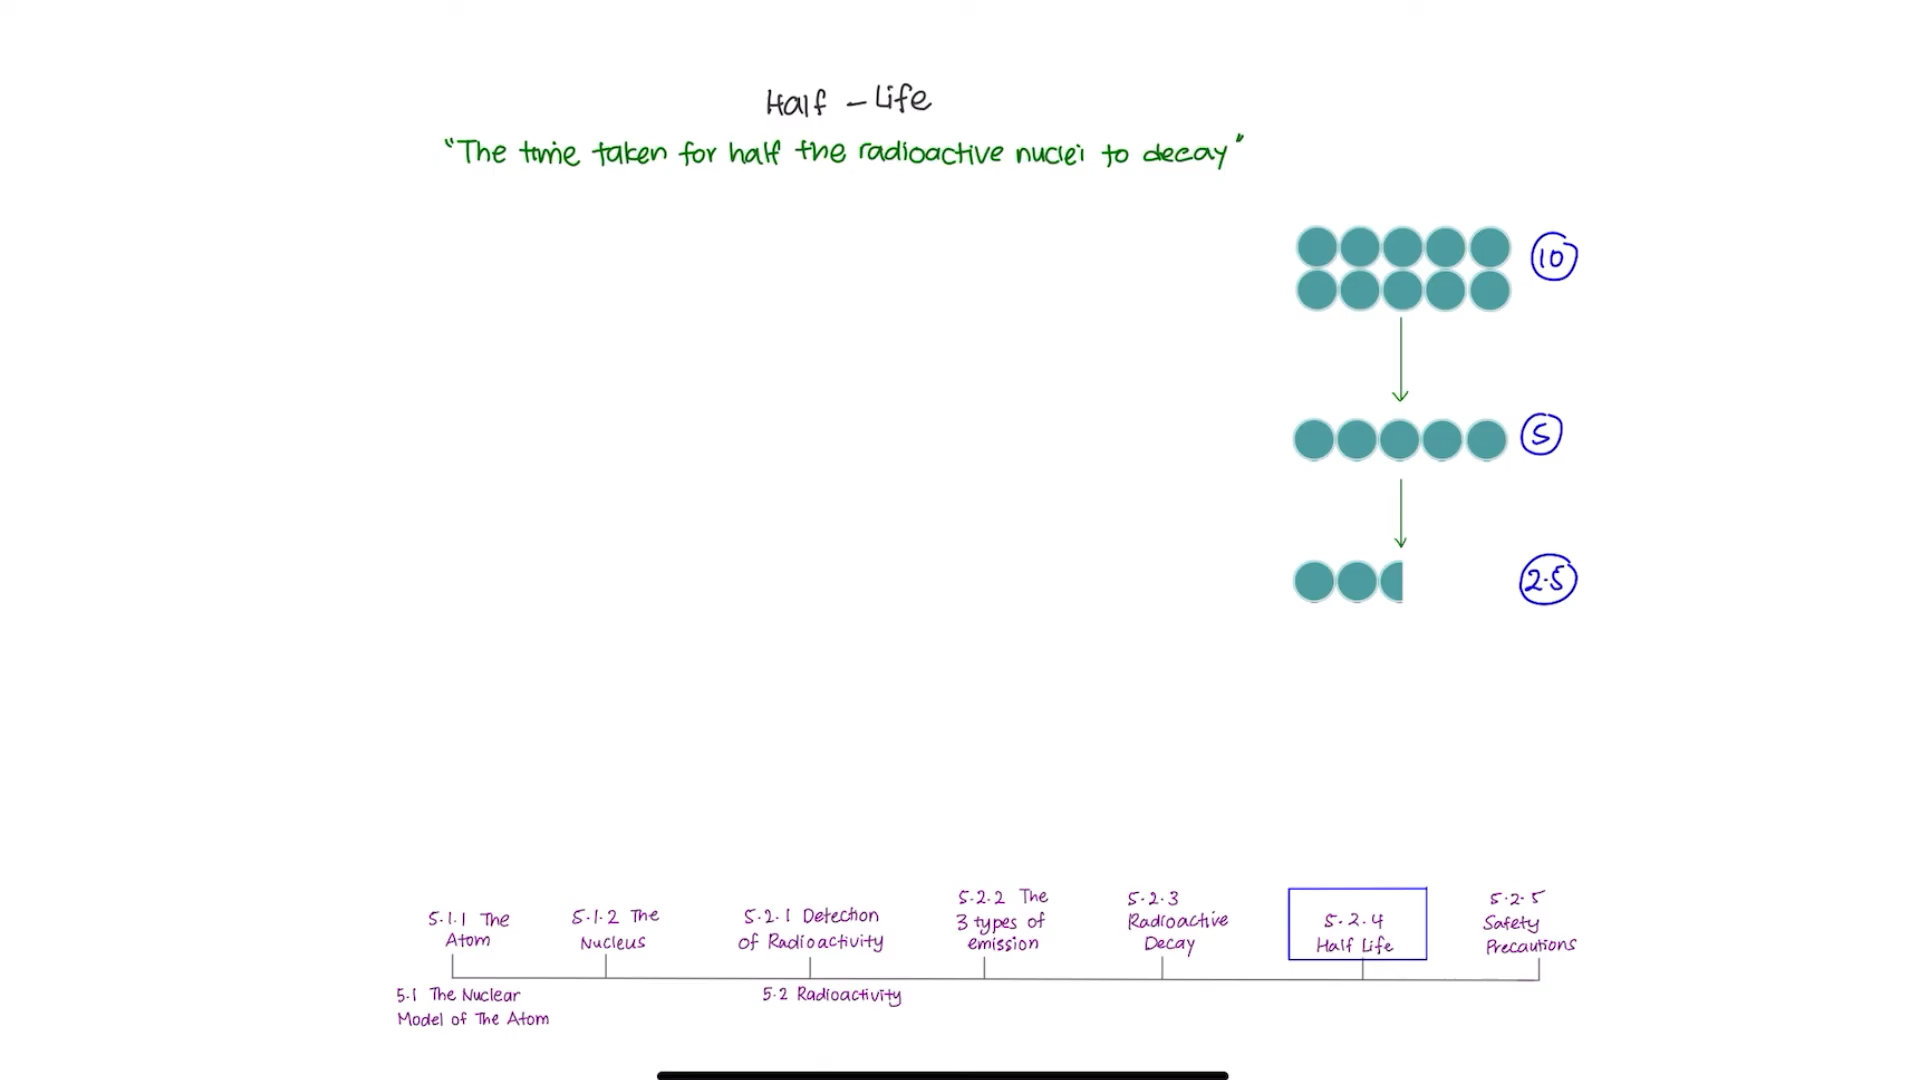 Half - Life
"The time taken for half the radioactive nuclei to decay"
10
5
2.5
5.1.1 The
Atom
5.1.2 The
Nucleus
5.2.1 Detection
of Radioactivity
5.2.2 The
3 types of
emission
5.2.3
Radioactive
Decay
5.2.4
Half Life
5.2.5
Safety
Precautions
5.1 The Nuclear
Model of The Atom
5.2 Radioactivity